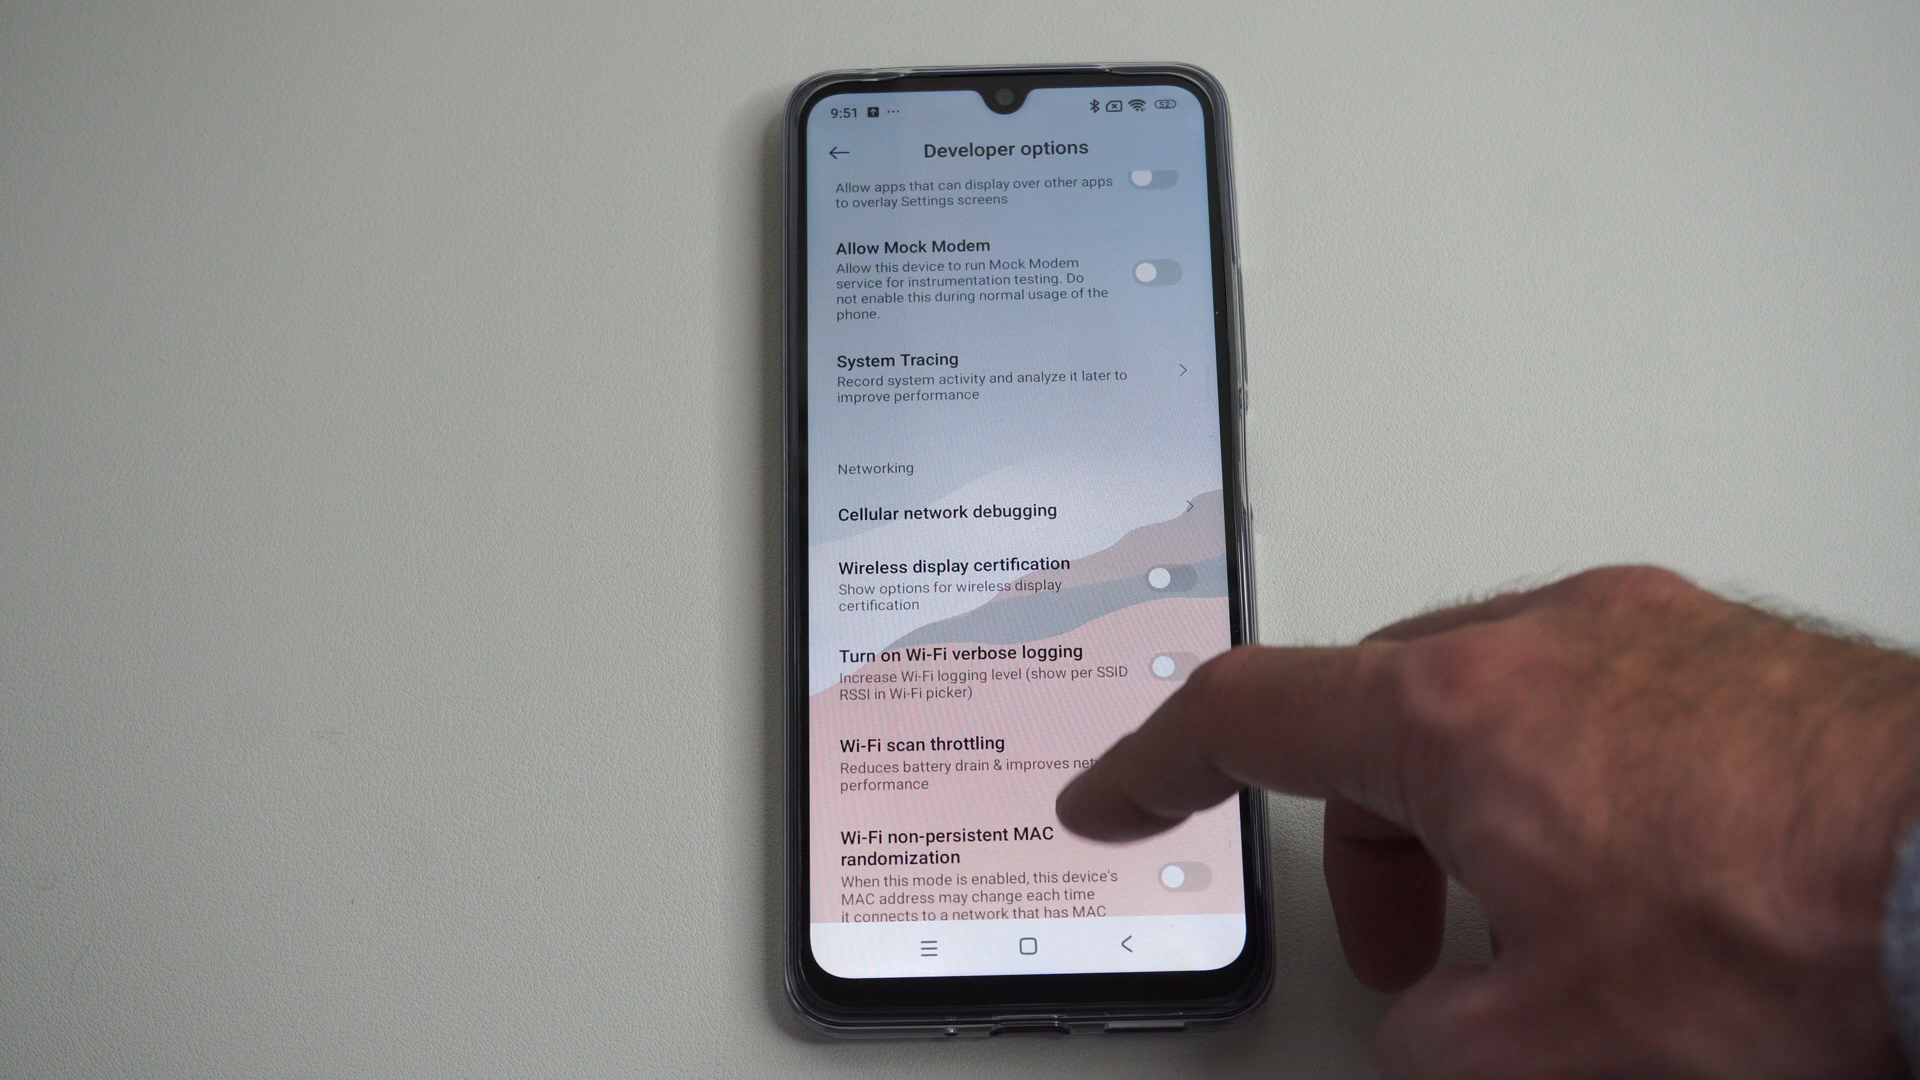 9:51
52
Developer options
Allow apps that can display over other apps
to overlay Settings screens
Allow Mock Modem
Allow this device to run Mock Modem
service for instrumentation testing. Do
not enable this during normal usage of the
phone.
System Tracing
Record system activity and analyze it later to
improve performance
Networking
Cellular network debugging
Wireless display certification
Show options for wireless display
certification
Turn on Wi-Fi verbose logging
Increase Wi-Fi logging level (show per SSID
RSSI in Wi-Fi picker)
Wi-Fi scan throttling
Reduces battery drain & improves
performance
Wi-Fi non-persistent MAC
randomization
When this mode is enabled, this device's
MAC address may change each time
it connects to a network that has MAC